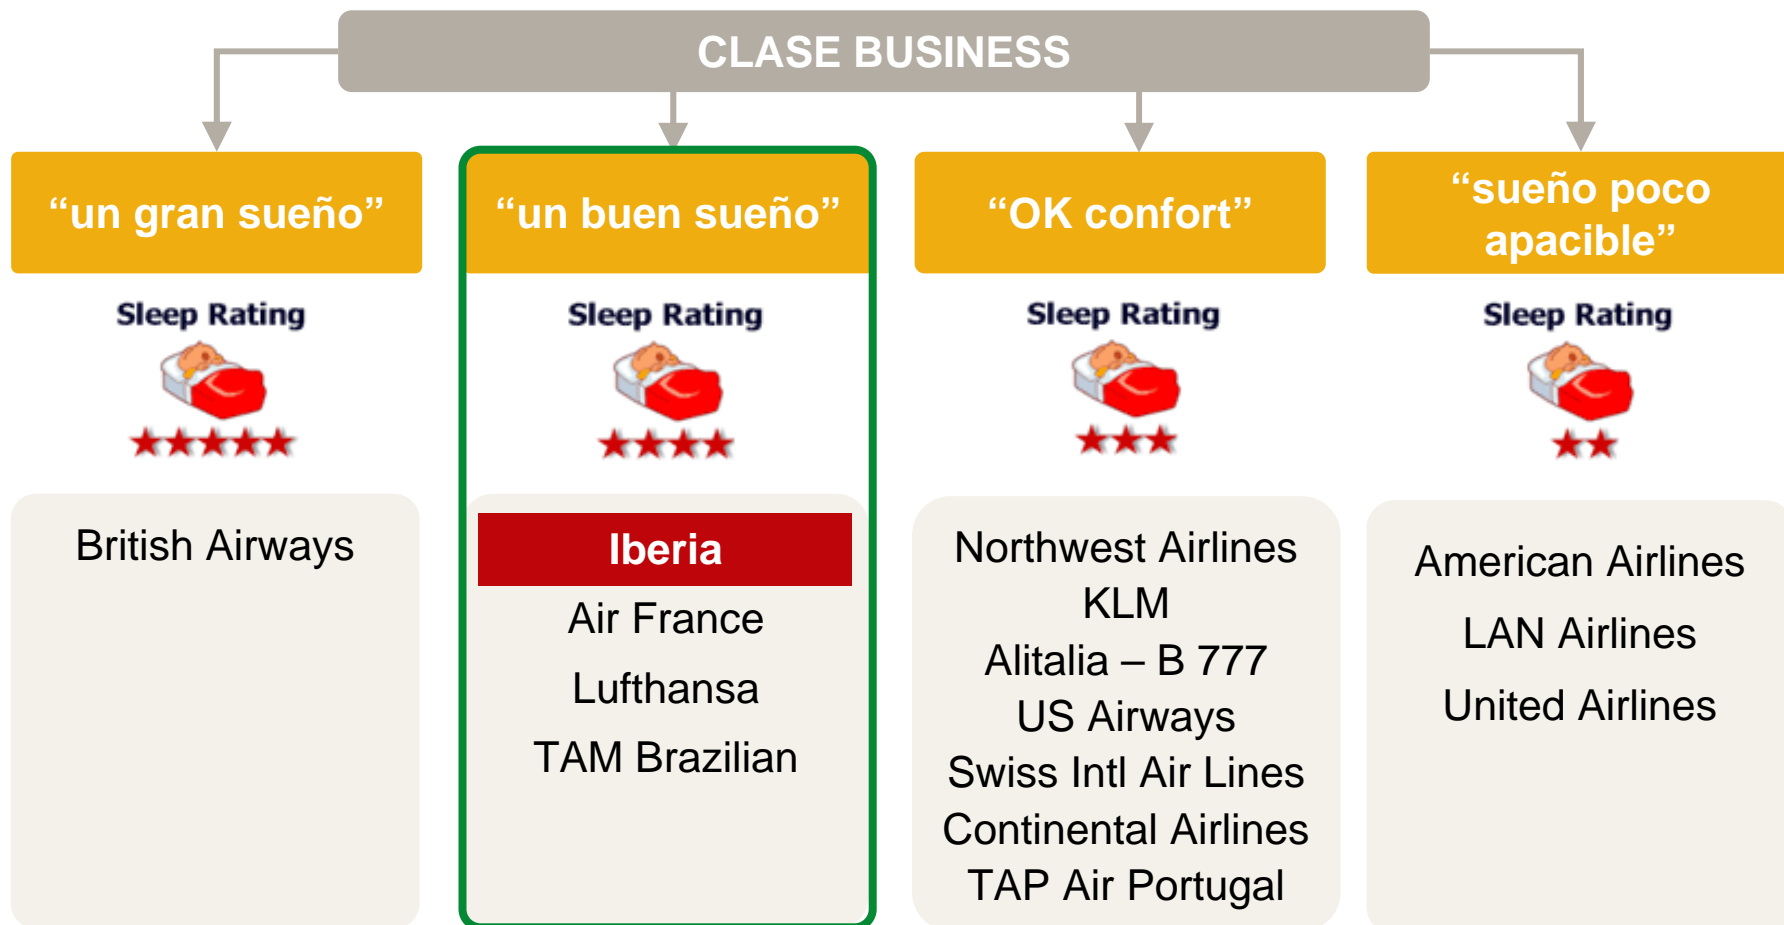 CLASE BUSINESS
“un gran sueño”
Sleep Rating
British Airways
“un buen sueño”
Sleep Rating
Iberia
Air France
Lufthansa
TAM Brazilian
“OK confort”
Sleep Rating
Northwest Airlines
KLM
Alitalia – B 777
US Airways
Swiss Intl Air Lines
Continental Airlines
TAP Air Portugal
“sueño poco
apacible”
Sleep Rating
American Airlines
LAN Airlines
United Airlines